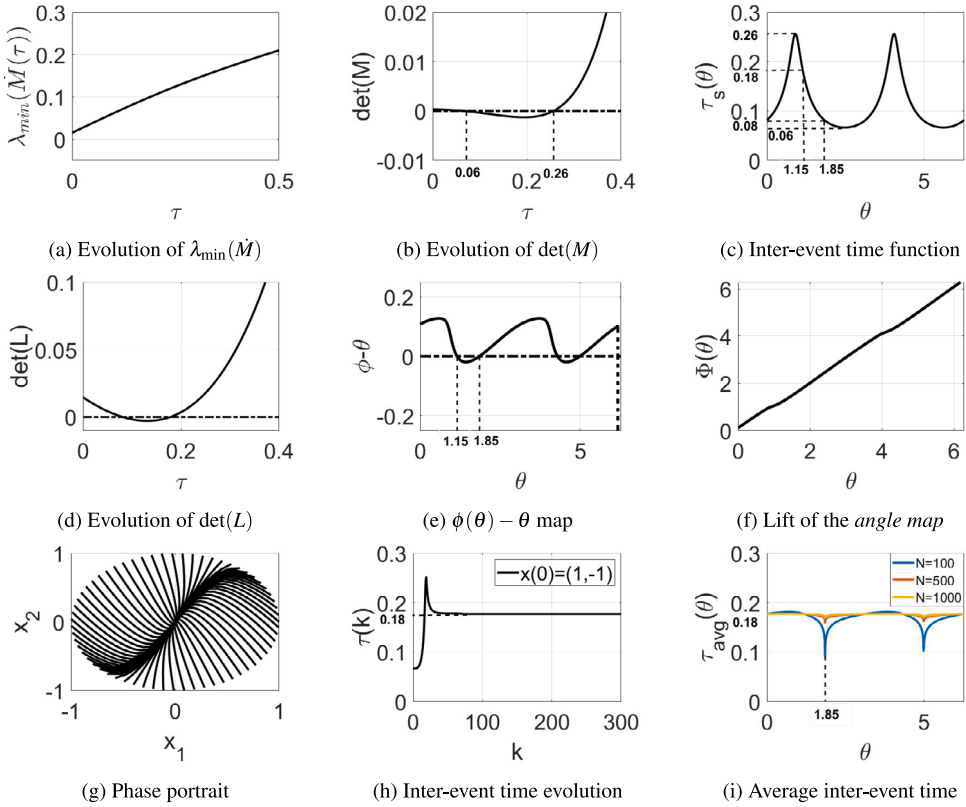 0.3
0.2
0.1
0
λmin(Ṁ(τ))
0 0.5
τ
(a) Evolution of λmin(Ṁ)
0.02
0.01
0
-0.01
det(M)
0 0.2 0.4
0.06 0.26
τ
(b) Evolution of det(M)
0.3
0.26
0.2
0.18
0.1
0.08
0.06
0
τs(θ)
0 5
1.15 1.85
θ
(c) Inter-event time function
0.1
0.05
0
det(L)
0 0.2 0.4
τ
(d) Evolution of det(L)
0.2
0
-0.2
ϕ-θ
0 5
1.15 1.85
θ
(e) ϕ(θ) − θ map
6
4
2
0
Φ(θ)
0 2 4 6
θ
(f) Lift of the angle map
1
0
-1
x2
-1 0 1
x1
(g) Phase portrait
0.3
0.2
0.18
0.1
0
τ(k)
x(0)=(1,-1)
0 100 200 300
k
(h) Inter-event time evolution
0.3
0.2
0.18
0.1
0
τavg(θ)
N=100
N=500
N=1000
1.85
0 5
θ
(i) Average inter-event time